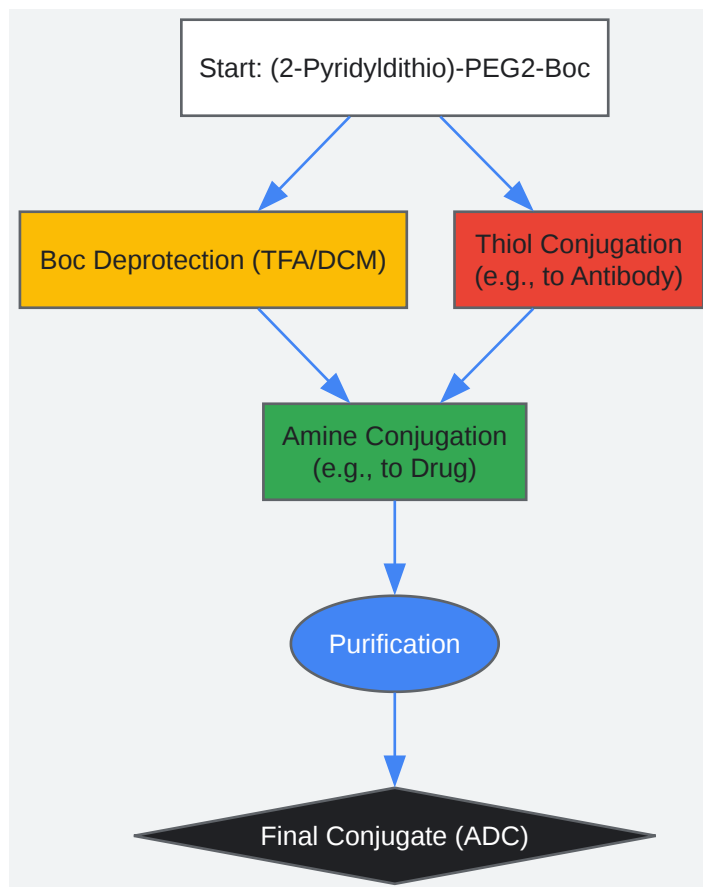 Start: (2-Pyridyldithio)-PEG2-Boc
Boc Deprotection (TFA/DCM)
Thiol Conjugation
(e.g., to Antibody)
Amine Conjugation
(e.g., to Drug)
Purification
Final Conjugate (ADC)